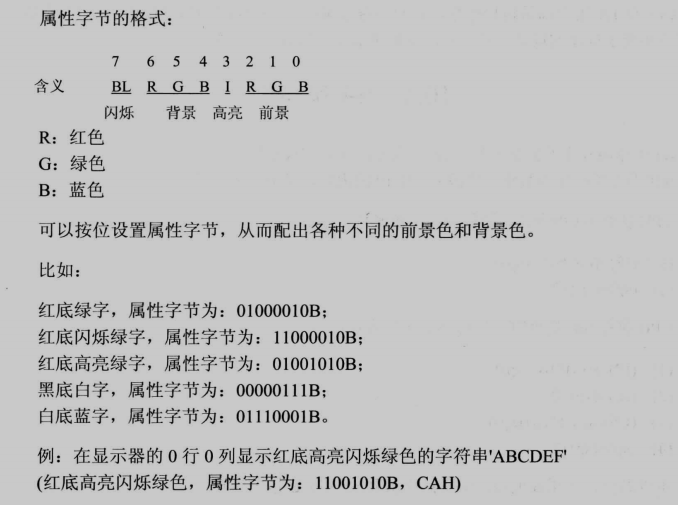 属性字节的格式：
7 6 5 4 3 2 1 0
含义 BL R G B I R G B
闪烁 背景 高亮 前景
R：红色
G：绿色
B：蓝色
可以按位设置属性字节，从而配出各种不同的前景色和背景色。
比如：
红底绿字，属性字节为：01000010B；
红底闪烁绿字，属性字节为：11000010B；
红底高亮绿字，属性字节为：01001010B；
黑底白字，属性字节为：00000111B；
白底蓝字，属性字节为：01110001B。
例：在显示器的 0 行 0 列显示红底高亮闪烁绿色的字符串'ABCDEF'
(红底高亮闪烁绿色，属性字节为：11001010B，CAH)